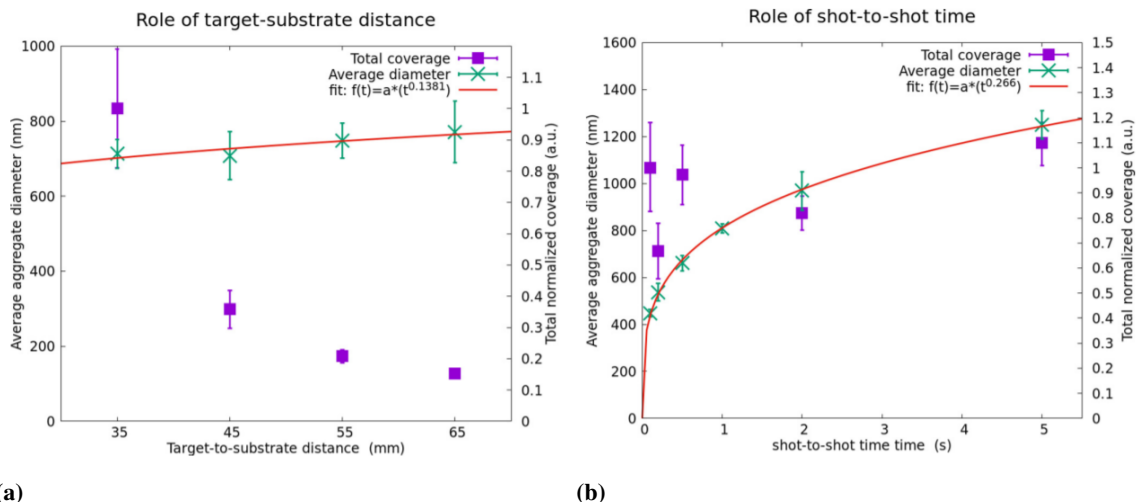 Role of target-substrate distance
1000
800
600
400
200
0
Average aggregate diameter (nm)
Total coverage
Average diameter
fit: f(t)=a*(t^0.1381)
1.1
1
0.9
0.8
0.7
0.6
0.5
0.4
0.3
0.2
0.1
0
Total normalized coverage (a.u.)
35 45 55 65
Target-to-substrate distance (mm)
(a)
Role of shot-to-shot time
1600
1400
1200
1000
800
600
400
200
0
Average aggregate diameter (nm)
Total coverage
Average diameter
fit: f(t)=a*(t^0.266)
1.5
1.4
1.3
1.2
1.1
1
0.9
0.8
0.7
0.6
0.5
0.4
0.3
0.2
0.1
0
Total normalized coverage (a.u.)
0 1 2 3 4 5
shot-to-shot time time (s)
(b)